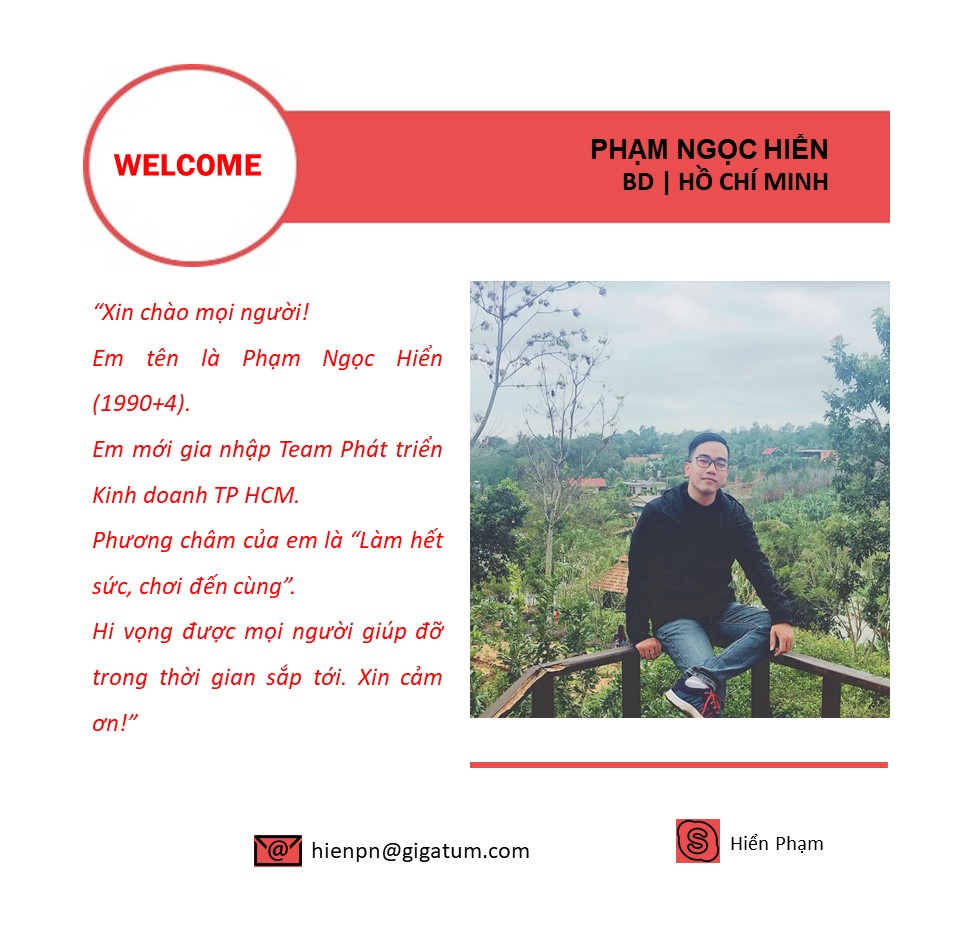 WELCOME
PHẠM NGỌC HIỂN
BD | HỒ CHÍ MINH
“Xin chào mọi người!
Em tên là Phạm Ngọc Hiển
(1990+4).
Em mới gia nhập Team Phát triển
Kinh doanh TP HCM.
Phương châm của em là “Làm hết
sức, chơi đến cùng”.
Hi vọng được mọi người giúp đỡ
trong thời gian sắp tới. Xin cảm
ơn!”
hienpn@gigatum.com
Hiển Phạm